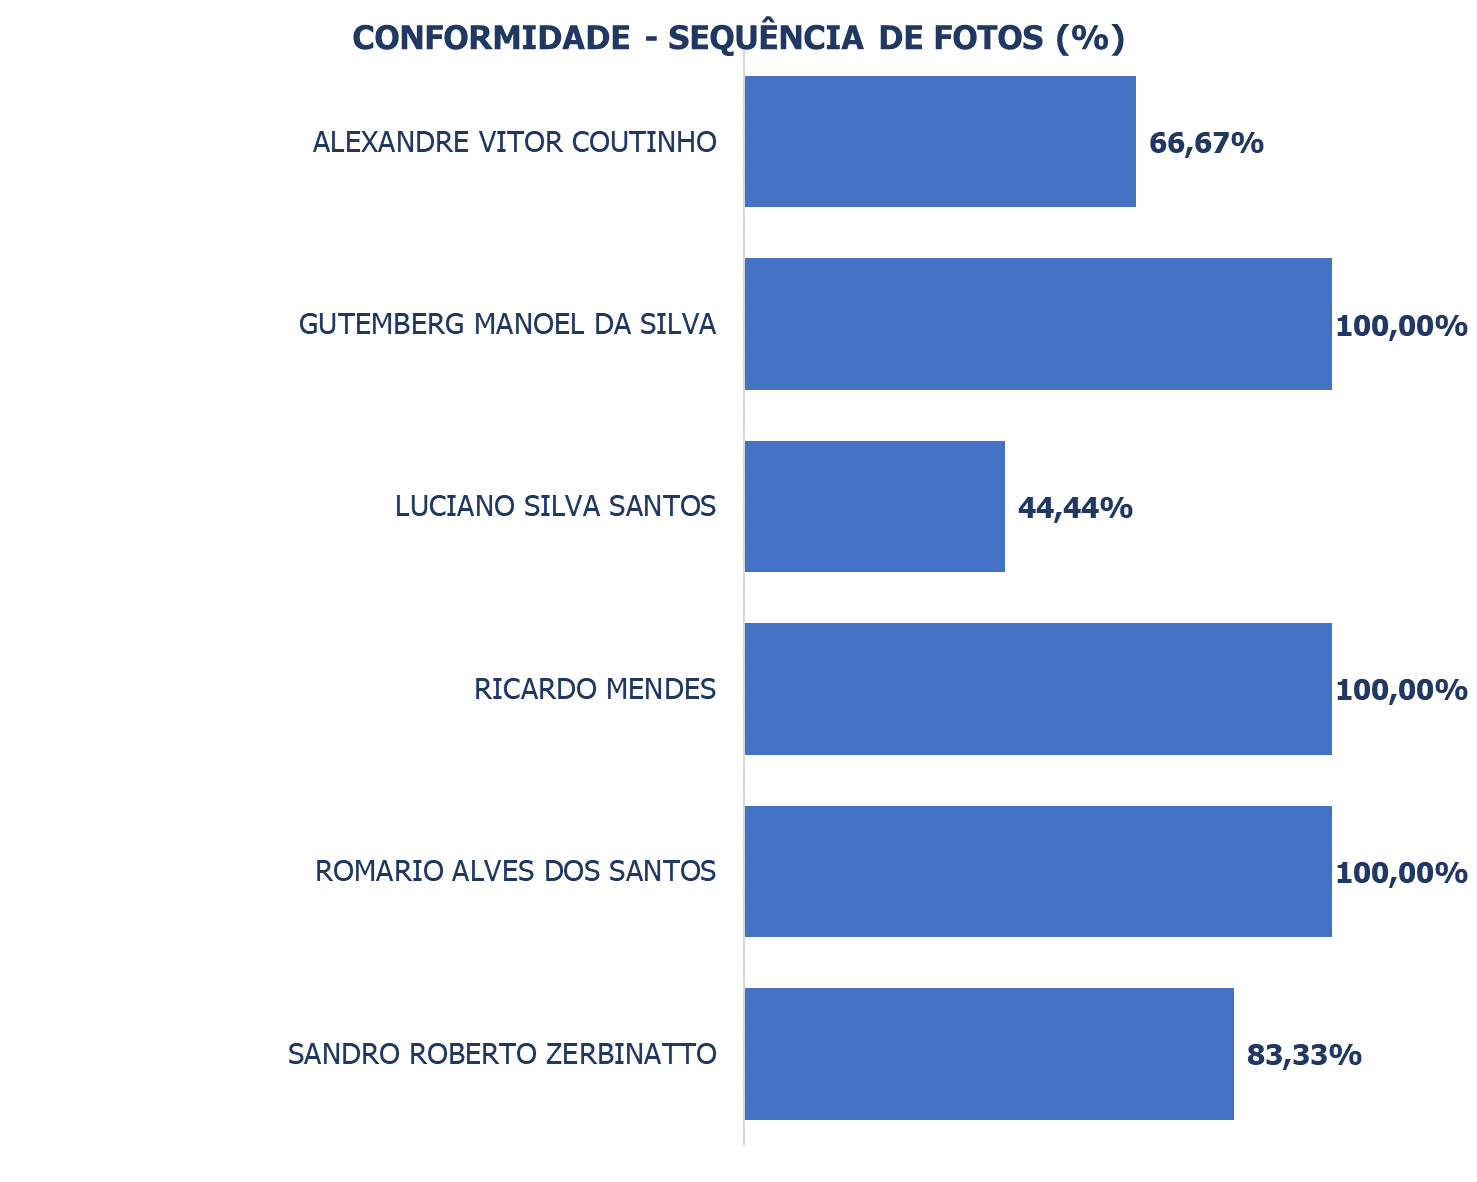 CONFORMIDADE - SEQUÊNCIA DE FOTOS (%)
ALEXANDRE VITOR COUTINHO 66,67%
GUTEMBERG MANOEL DA SILVA 100,00%
LUCIANO SILVA SANTOS 44,44%
RICARDO MENDES 100,00%
ROMARIO ALVES DOS SANTOS 100,00%
SANDRO ROBERTO ZERBINATTO 83,33%